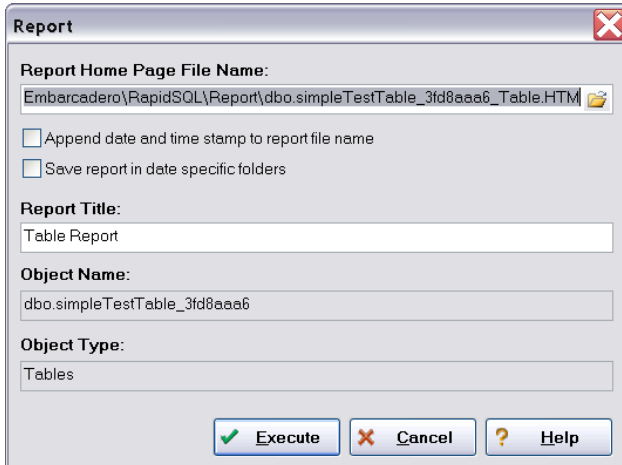 Report
Report Home Page File Name:
Embarcadero\RapidSQL\Report\dbo.simpleTestTable_3fd8aaa6_Table.HTM
Append date and time stamp to report file name
Save report in date specific folders
Report Title:
Table Report
Object Name:
dbo.simpleTestTable_3fd8aaa6
Object Type:
Tables
Execute Cancel Help